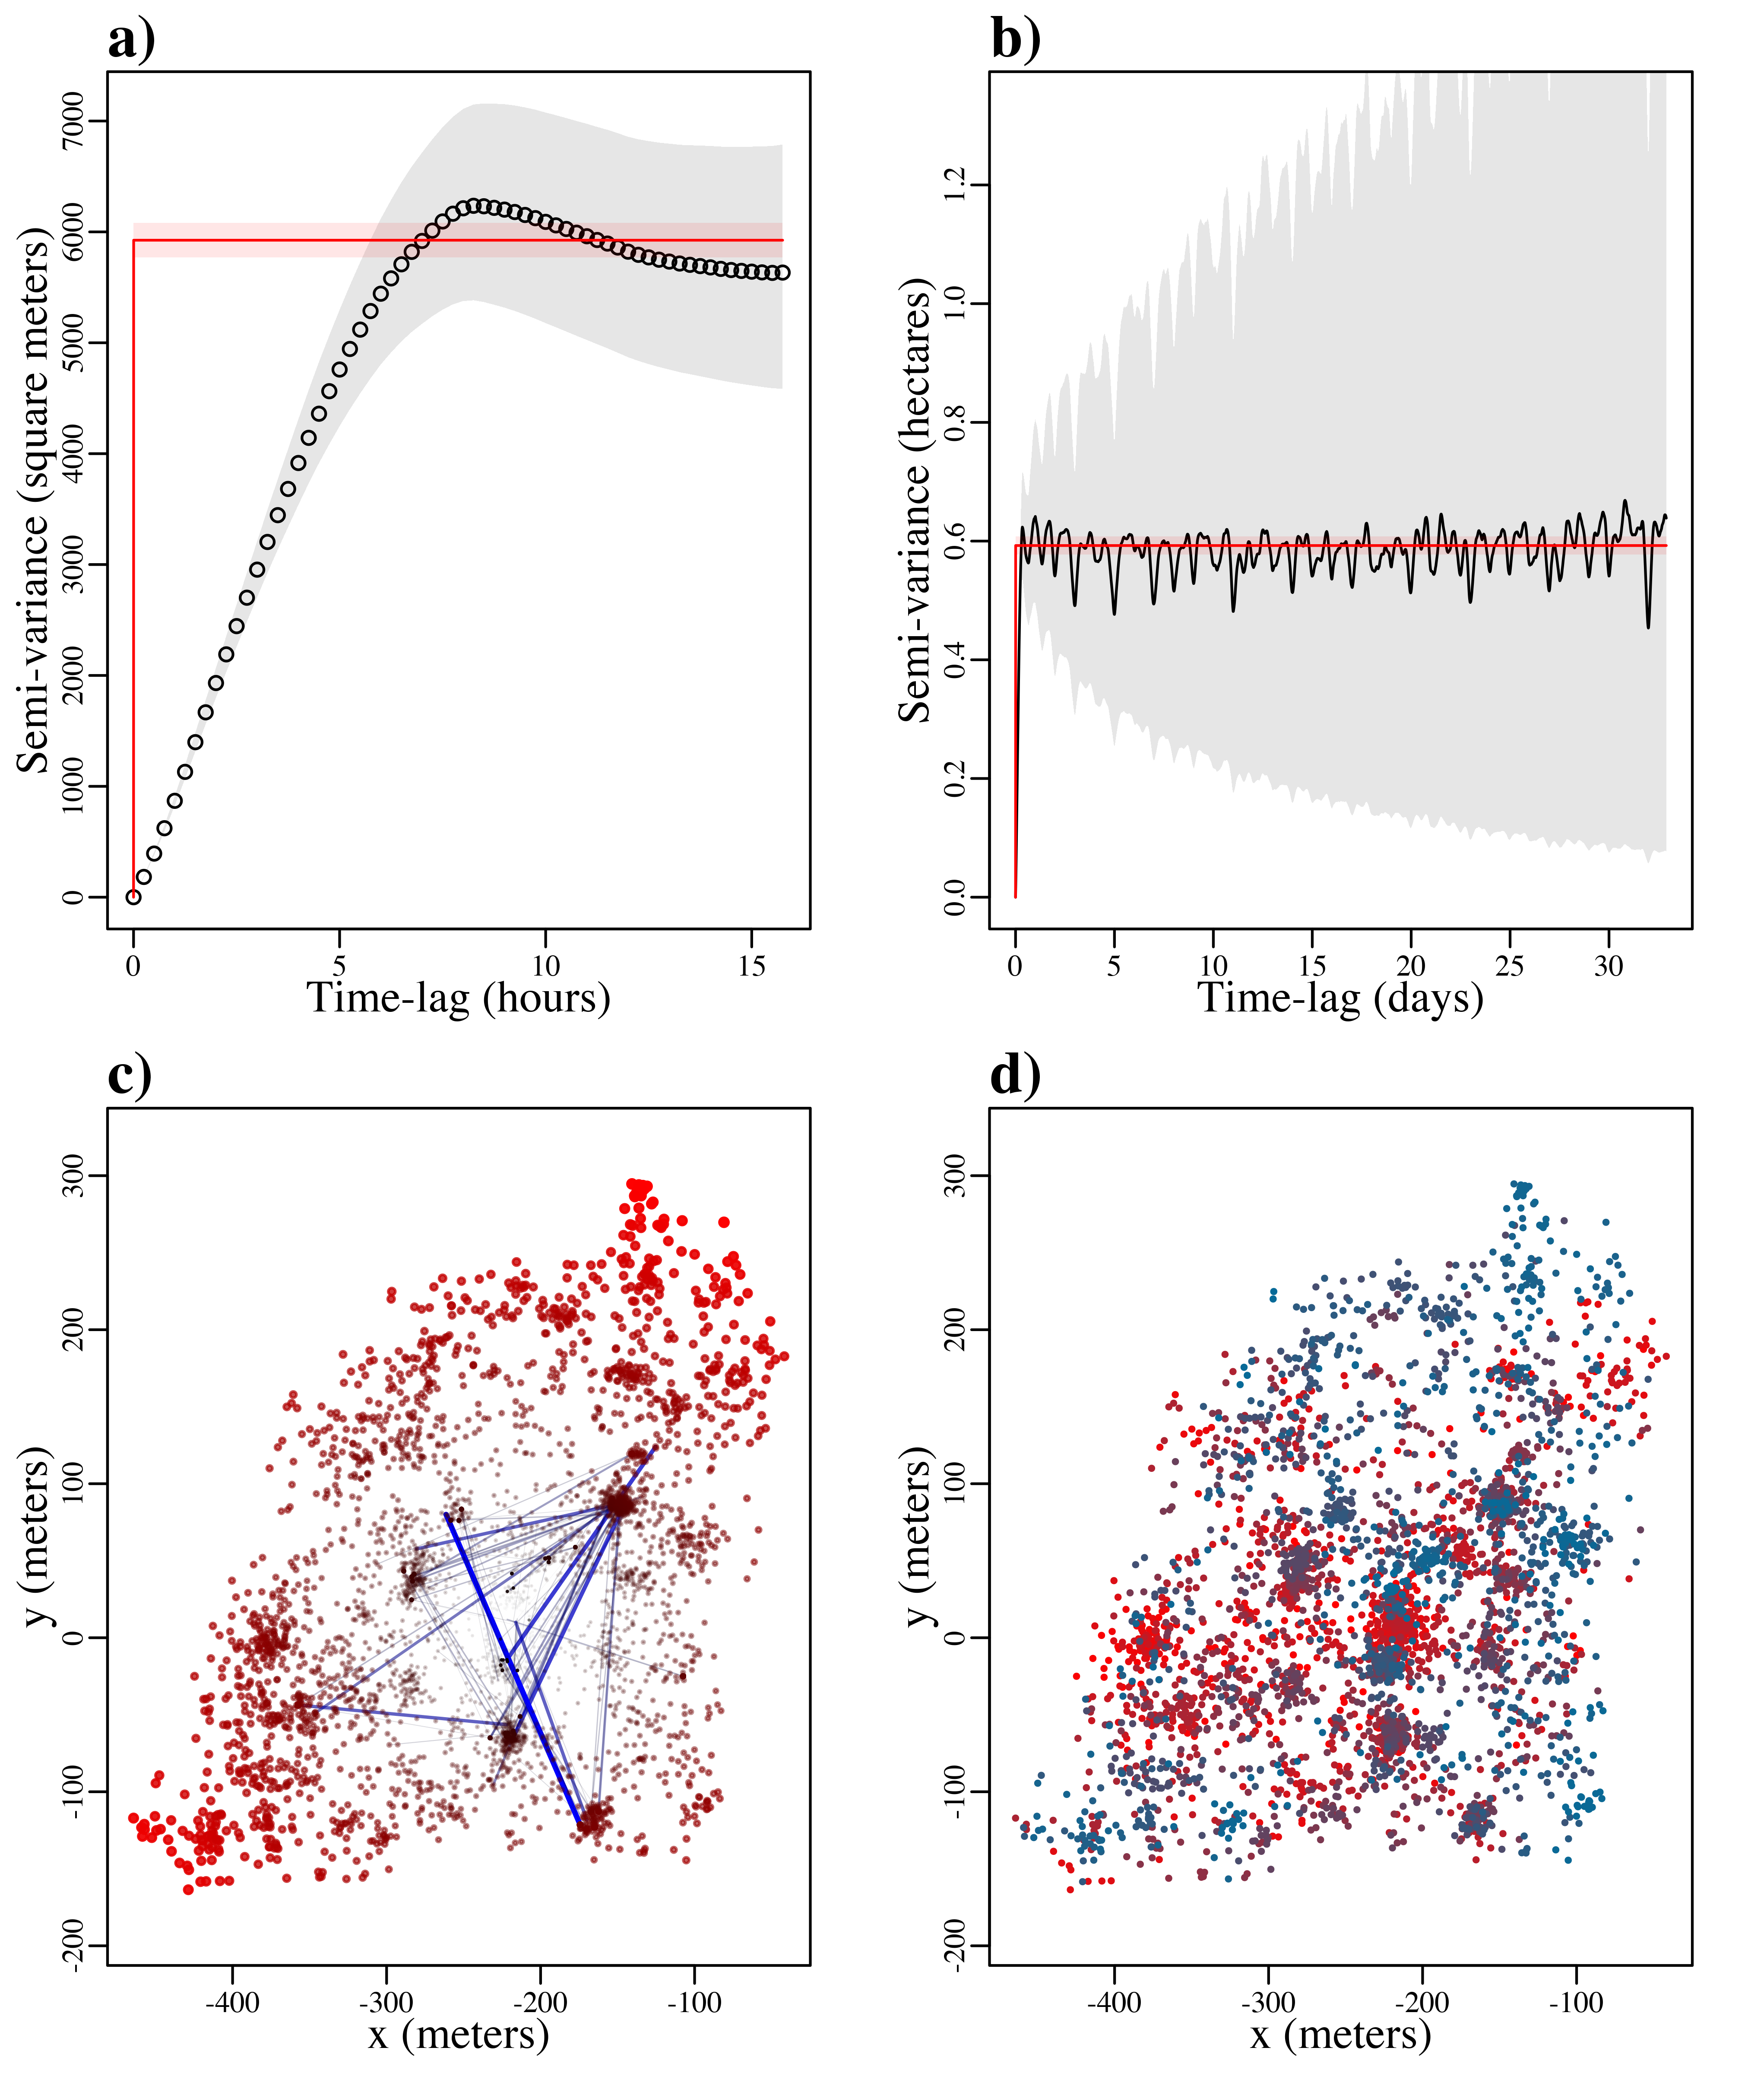 a)
Semi-variance (square meters)
7000
6000
5000
4000
3000
2000
1000
0
0 5 10 15
Time-lag (hours)
b)
Semi-variance (hectares)
1.2
1.0
0.8
0.6
0.4
0.2
0.0
0 5 10 15 20 25 30
Time-lag (days)
c)
y (meters)
300
200
100
0
-100
-200
-400 -300 -200 -100
x (meters)
d)
y (meters)
300
200
100
0
-100
-200
-400 -300 -200 -100
x (meters)